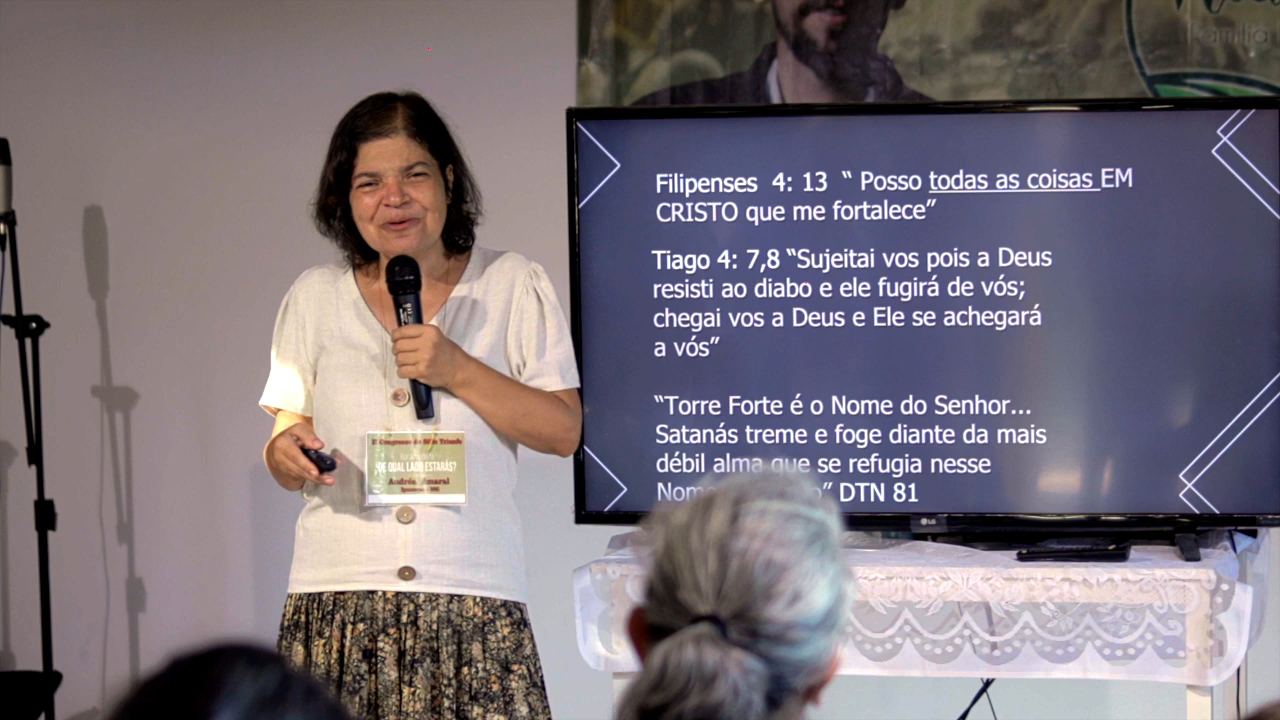 Família
Filipenses 4: 13 “ Posso todas as coisas EM
CRISTO que me fortalece”
Tiago 4: 7,8 “Sujeitai vos pois a Deus
resisti ao diabo e ele fugirá de vós;
chegai vos a Deus e Ele se achegará
a vós”
“Torre Forte é o Nome do Senhor...
Satanás treme e foge diante da mais
débil alma que se refugia nesse
DTN 81
LG
DE QUAL LADO ESTARÁS?